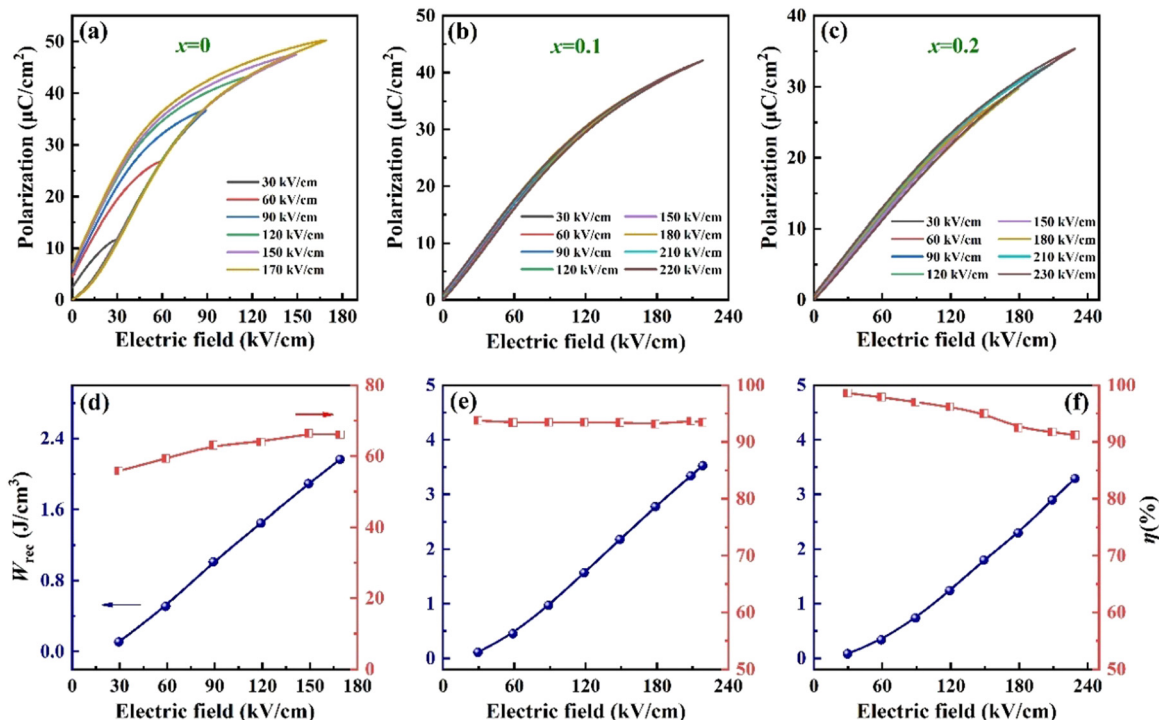 (a)
x=0
Polarization (μC/cm²)
50
40
30
20
10
0
30 kV/cm
60 kV/cm
90 kV/cm
120 kV/cm
150 kV/cm
170 kV/cm
0 30 60 90 120 150 180
Electric field (kV/cm)
(b)
x=0.1
Polarization (μC/cm²)
50
40
30
20
10
0
30 kV/cm 150 kV/cm
60 kV/cm 180 kV/cm
90 kV/cm 210 kV/cm
120 kV/cm 220 kV/cm
0 60 120 180 240
Electric field (kV/cm)
(c)
x=0.2
Polarization (μC/cm²)
40
35
30
25
20
15
10
5
0
30 kV/cm 150 kV/cm
60 kV/cm 180 kV/cm
90 kV/cm 210 kV/cm
120 kV/cm 230 kV/cm
0 60 120 180 240
Electric field (kV/cm)
(d)
Wrec (J/cm³)
2.4
1.6
0.8
0.0
80
60
40
20
0
0 30 60 90 120 150 180
Electric field (kV/cm)
(e)
5
4
3
2
1
0
100
90
80
70
60
50
0 60 120 180 240
Electric field (kV/cm)
(f)
5
4
3
2
1
0
100
90
80
70
60
50
η(%)
0 60 120 180 240
Electric field (kV/cm)